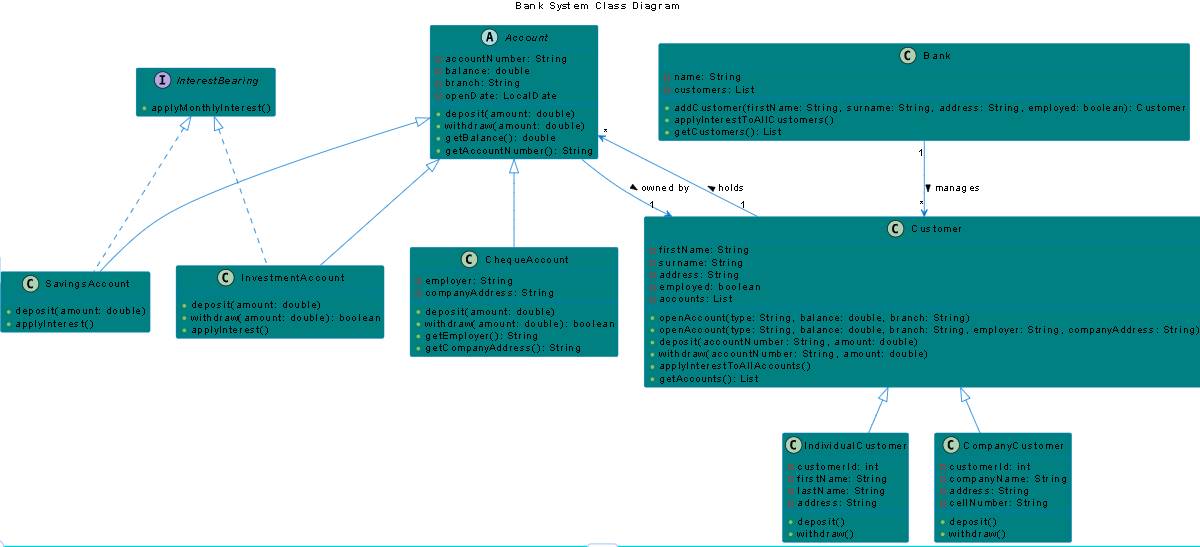 Bank System Class Diagram
A Account
accountNumber: String
balance: double
branch: String
openDate: LocalDate
deposit(amount: double)
withdraw(amount: double)
getBalance(): double
getAccountNumber(): String
C Bank
name: String
customers: List
addCustomer(firstName: String, surname: String, address: String, employed: boolean): Customer
applyInterestToAllCustomers()
getCustomers(): List
I InterestBearing
applyMonthlyInterest()
*
1
owned by
holds
manages
1
1
*
C Customer
firstName: String
surname: String
address: String
employed: boolean
accounts: List
openAccount(type: String, balance: double, branch: String)
openAccount(type: String, balance: double, branch: String, employer: String, companyAddress: String)
deposit(accountNumber: String, amount: double)
withdraw(accountNumber: String, amount: double)
applyInterestToAllAccounts()
getAccounts(): List
C SavingsAccount
deposit(amount: double)
applyInterest()
C InvestmentAccount
deposit(amount: double)
withdraw(amount: double): boolean
applyInterest()
C ChequeAccount
employer: String
companyAddress: String
deposit(amount: double)
withdraw(amount: double): boolean
getEmployer(): String
getCompanyAddress(): String
C IndividualCustomer
customerId: int
firstName: String
lastName: String
address: String
deposit()
withdraw()
C CompanyCustomer
customerId: int
companyName: String
address: String
cellNumber: String
deposit()
withdraw()